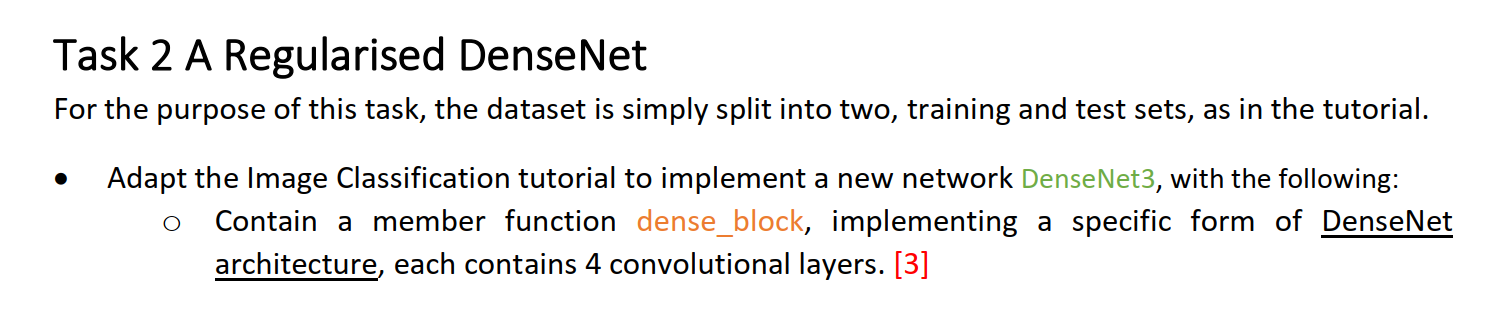 Task 2 A Regularised DenseNet
For the purpose of this task, the dataset is simply split into two, training and test sets, as in the tutorial.
• Adapt the Image Classification tutorial to implement a new network DenseNet3, with the following:
o Contain a member function dense_block, implementing a specific form of DenseNet
architecture, each contains 4 convolutional layers. [3]